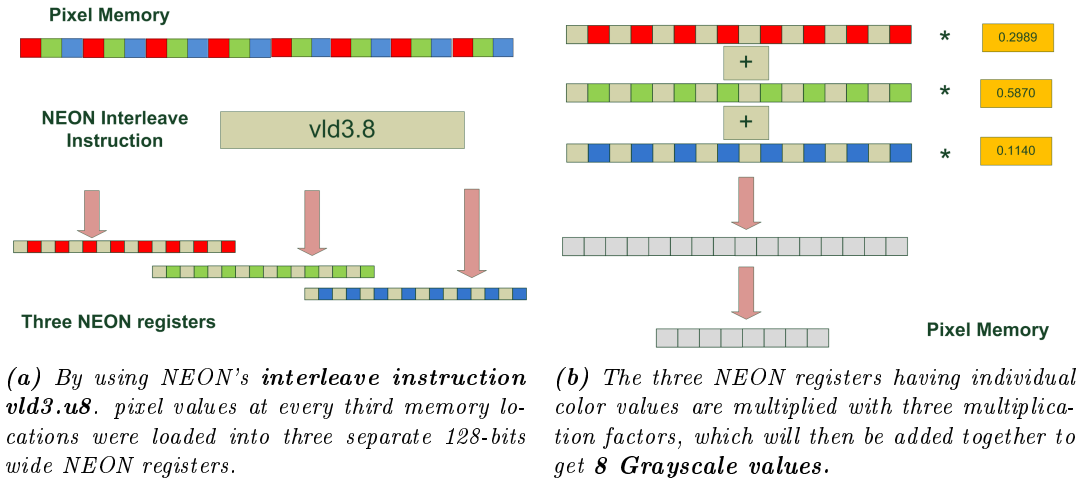 Pixel Memory
NEON Interleave
Instruction
vld3.8
Three NEON registers
(a) By using NEON's interleave instruction
vld3.u8. pixel values at every third memory lo-
cations were loaded into three separate 128-bits
wide NEON registers.
* 0.2989
+
* 0.5870
+
* 0.1140
Pixel Memory
(b) The three NEON registers having individual
color values are multiplied with three multiplica-
tion factors, which will then be added together to
get 8 Grayscale values.